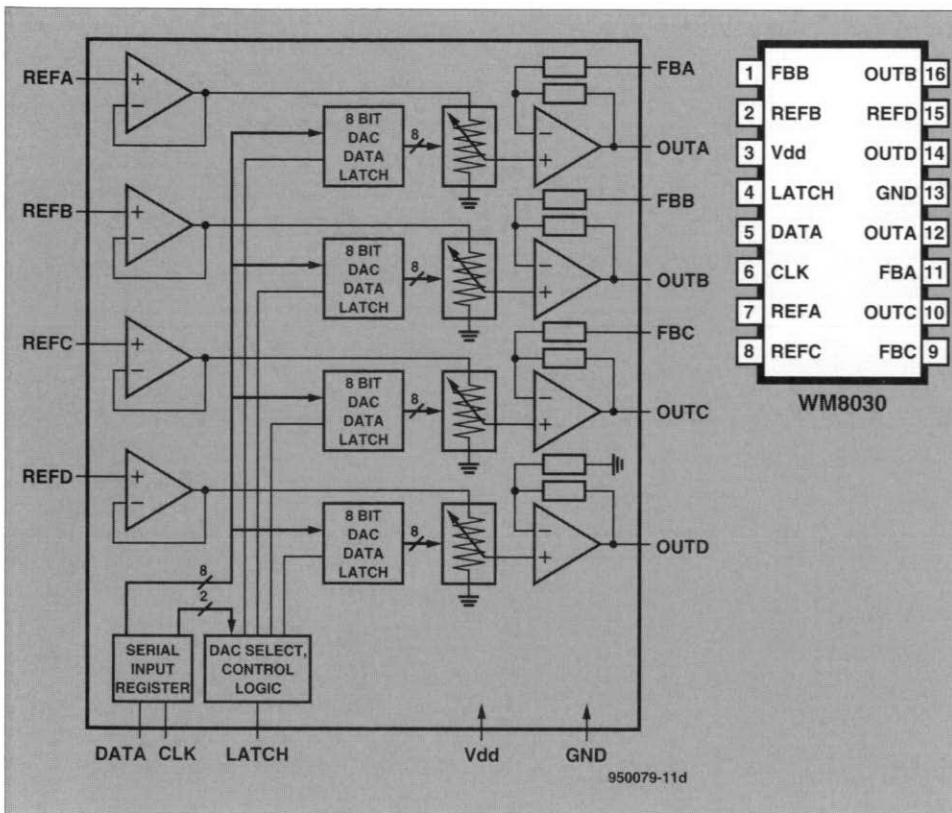 REFA
8 BIT
DAC
DATA
LATCH
8
FBA
OUTA
REFB
8 BIT
DAC
DATA
LATCH
8
FBB
OUTB
REFC
8 BIT
DAC
DATA
LATCH
8
FBC
OUTC
REFD
8 BIT
DAC
DATA
LATCH
8
OUTD
8
2
SERIAL
INPUT
REGISTER
DAC SELECT,
CONTROL
LOGIC
DATA CLK LATCH Vdd GND
950079-11d
1 FBB OUTB 16
2 REFB REFD 15
3 Vdd OUTD 14
4 LATCH GND 13
5 DATA OUTA 12
6 CLK FBA 11
7 REFA OUTC 10
8 REFC FBC 9
WM8030